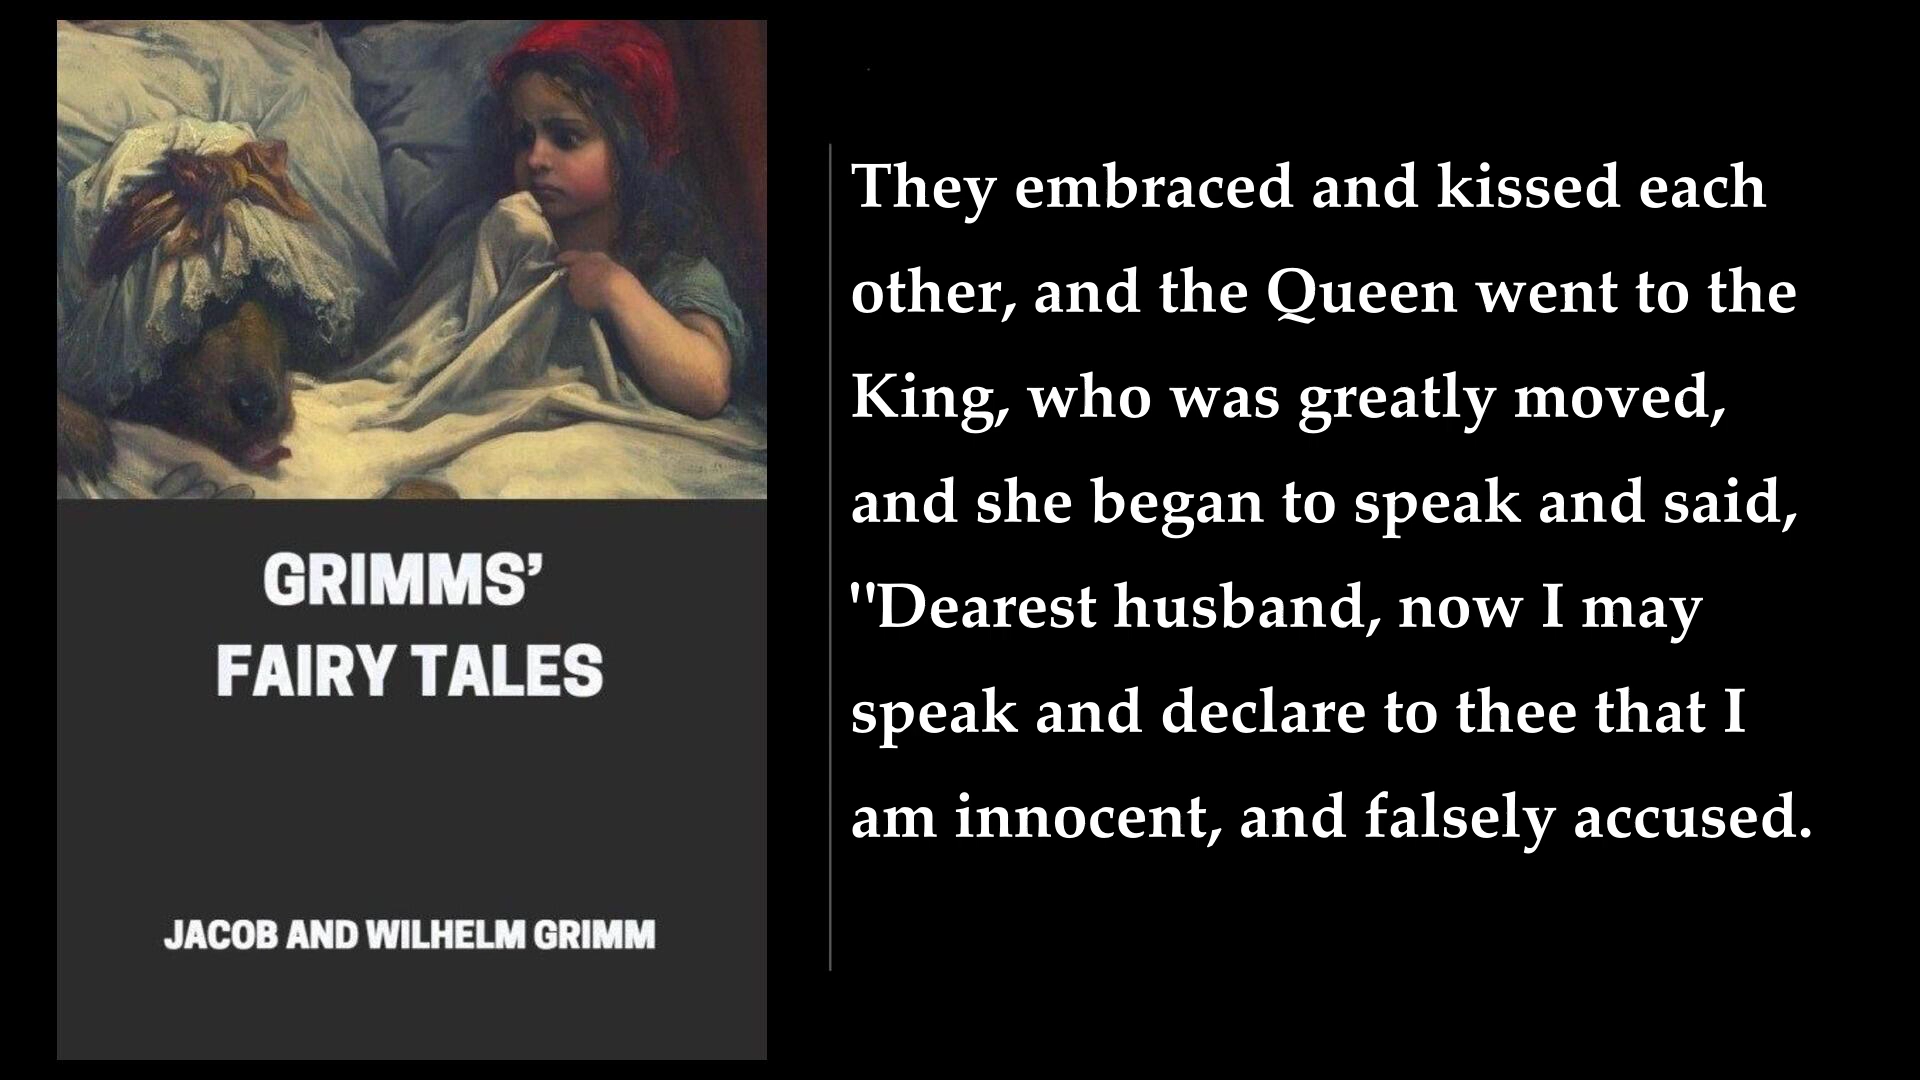 GRIMMS’
FAIRY TALES
JACOB AND WILHELM GRIMM
They embraced and kissed each
other, and the Queen went to the
King, who was greatly moved,
and she began to speak and said,
"Dearest husband, now I may
speak and declare to thee that I
am innocent, and falsely accused.